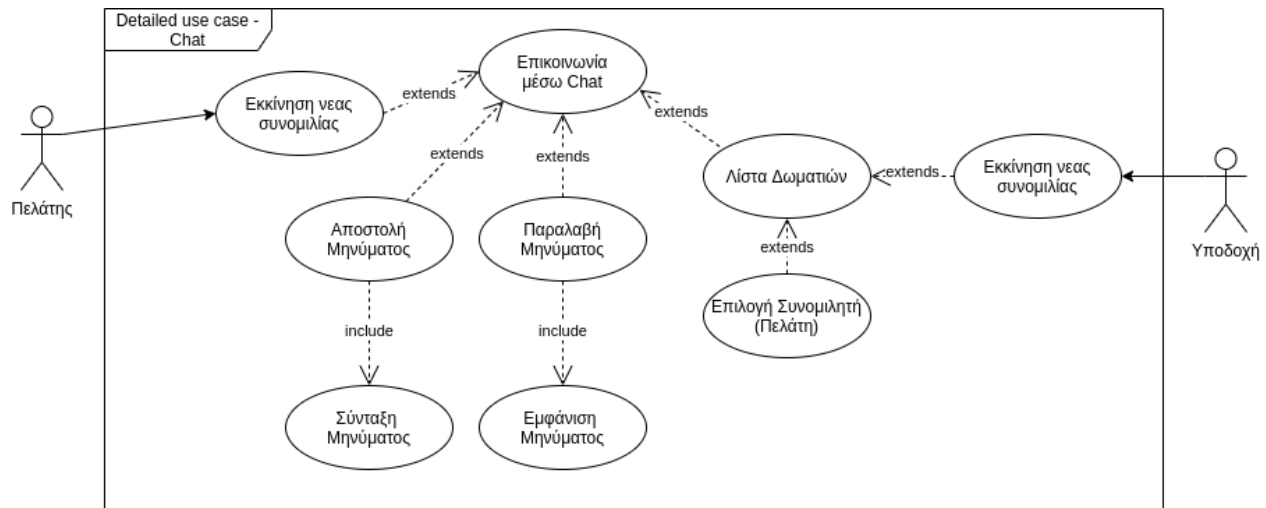 Detailed use case -
Chat
Επικοινωνία
μέσω Chat
Εκκίνηση νεας
συνομιλίας
extends
extends
extends
extends
Πελάτης
Λίστα Δωματιών
extends
Εκκίνηση νεας
συνομιλίας
Υποδοχή
Αποστολή
Μηνύματος
Παραλαβή
Μηνύματος
extends
Επιλογή Συνομιλητή
(Πελάτη)
include
include
Σύνταξη
Μηνύματος
Εμφάνιση
Μηνύματος